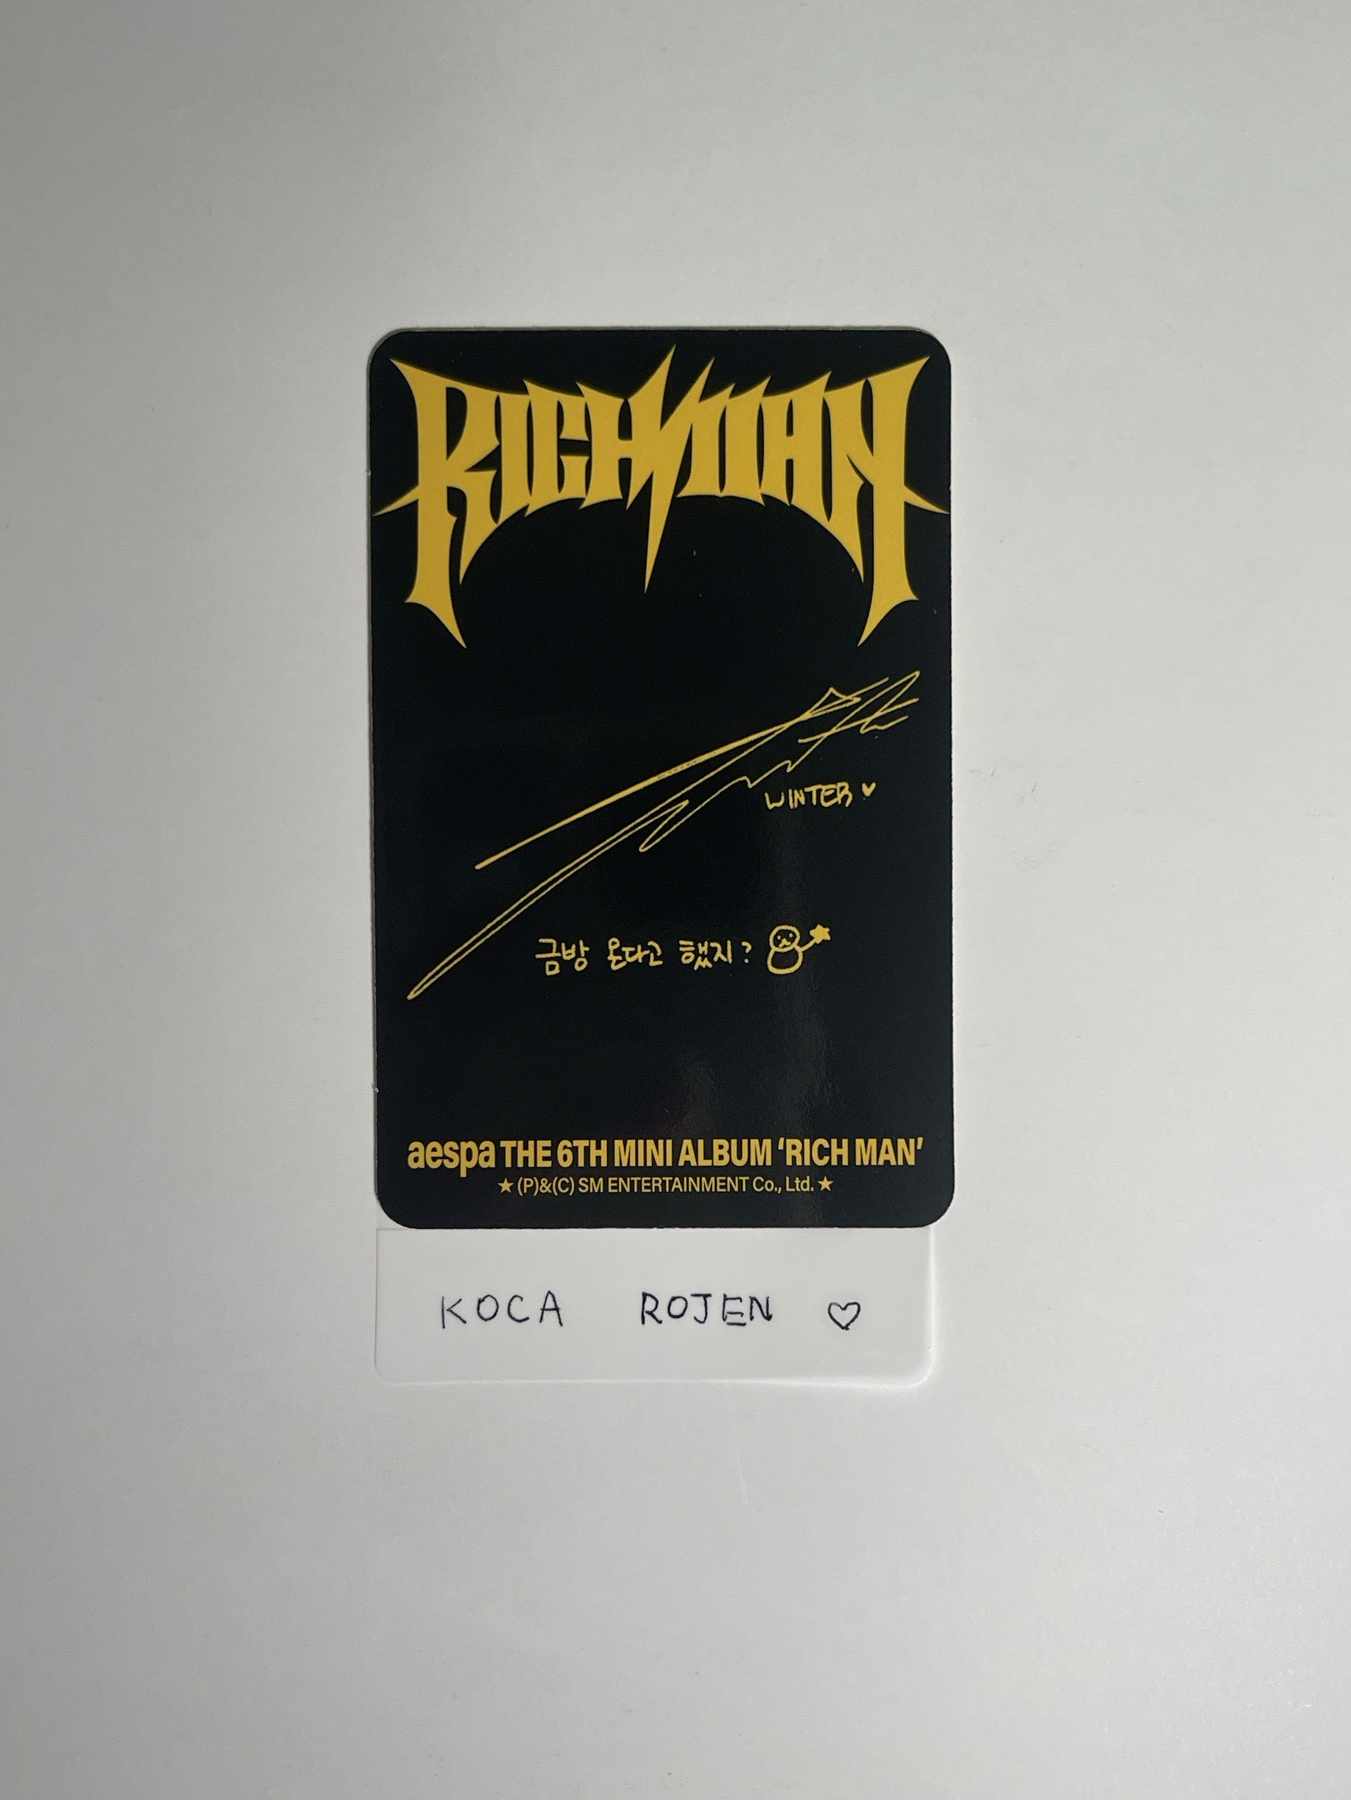 RICH MAN
WINTER ♥
금방 온다고 했지?
aespa THE 6TH MINI ALBUM ‘RICH MAN’
★ (P)&(C) SM ENTERTAINMENT Co., Ltd. ★
KOCA ROJEN ♡